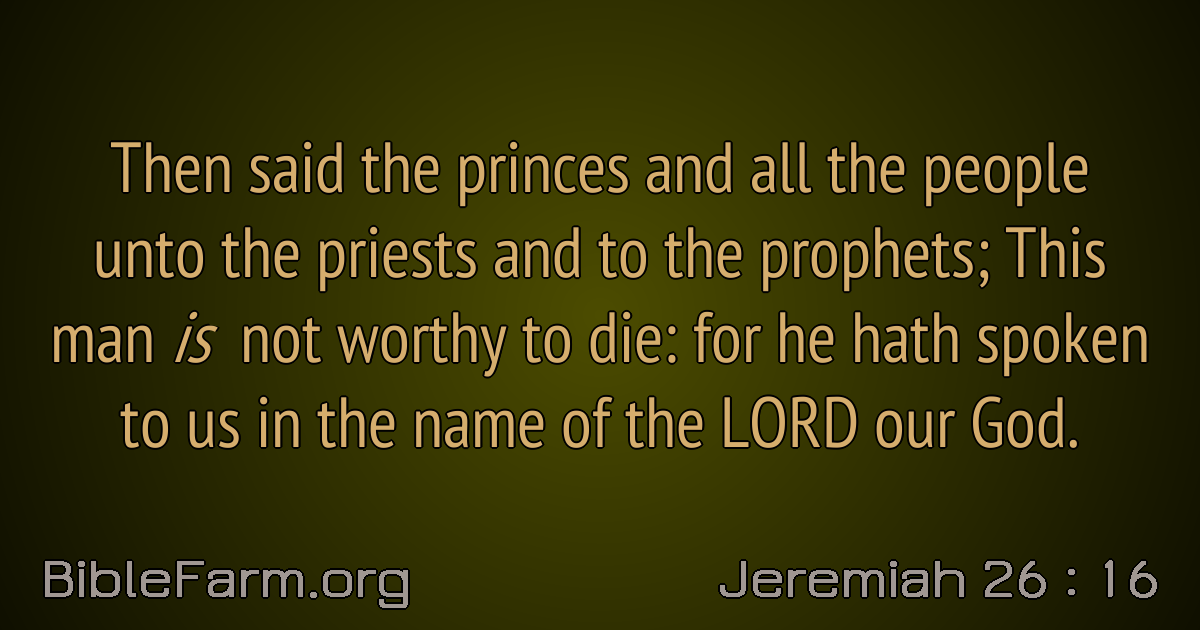 Then said the princes and all the people
unto the priests and to the prophets; This
man is not worthy to die: for he hath spoken
to us in the name of the LORD our God.
BibleFarm.org
Jeremiah 26 : 16